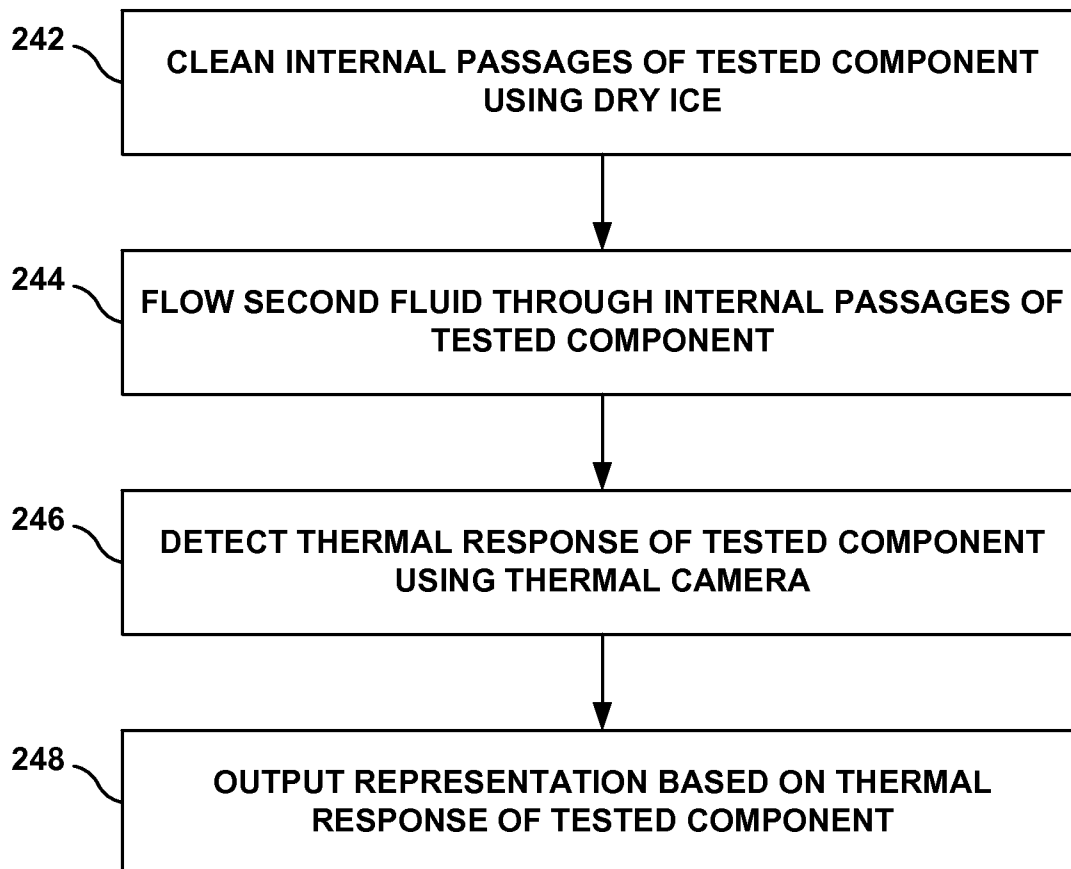 242
CLEAN INTERNAL PASSAGES OF TESTED COMPONENT
USING DRY ICE
244
FLOW SECOND FLUID THROUGH INTERNAL PASSAGES OF
TESTED COMPONENT
246
DETECT THERMAL RESPONSE OF TESTED COMPONENT
USING THERMAL CAMERA
248
OUTPUT REPRESENTATION BASED ON THERMAL
RESPONSE OF TESTED COMPONENT